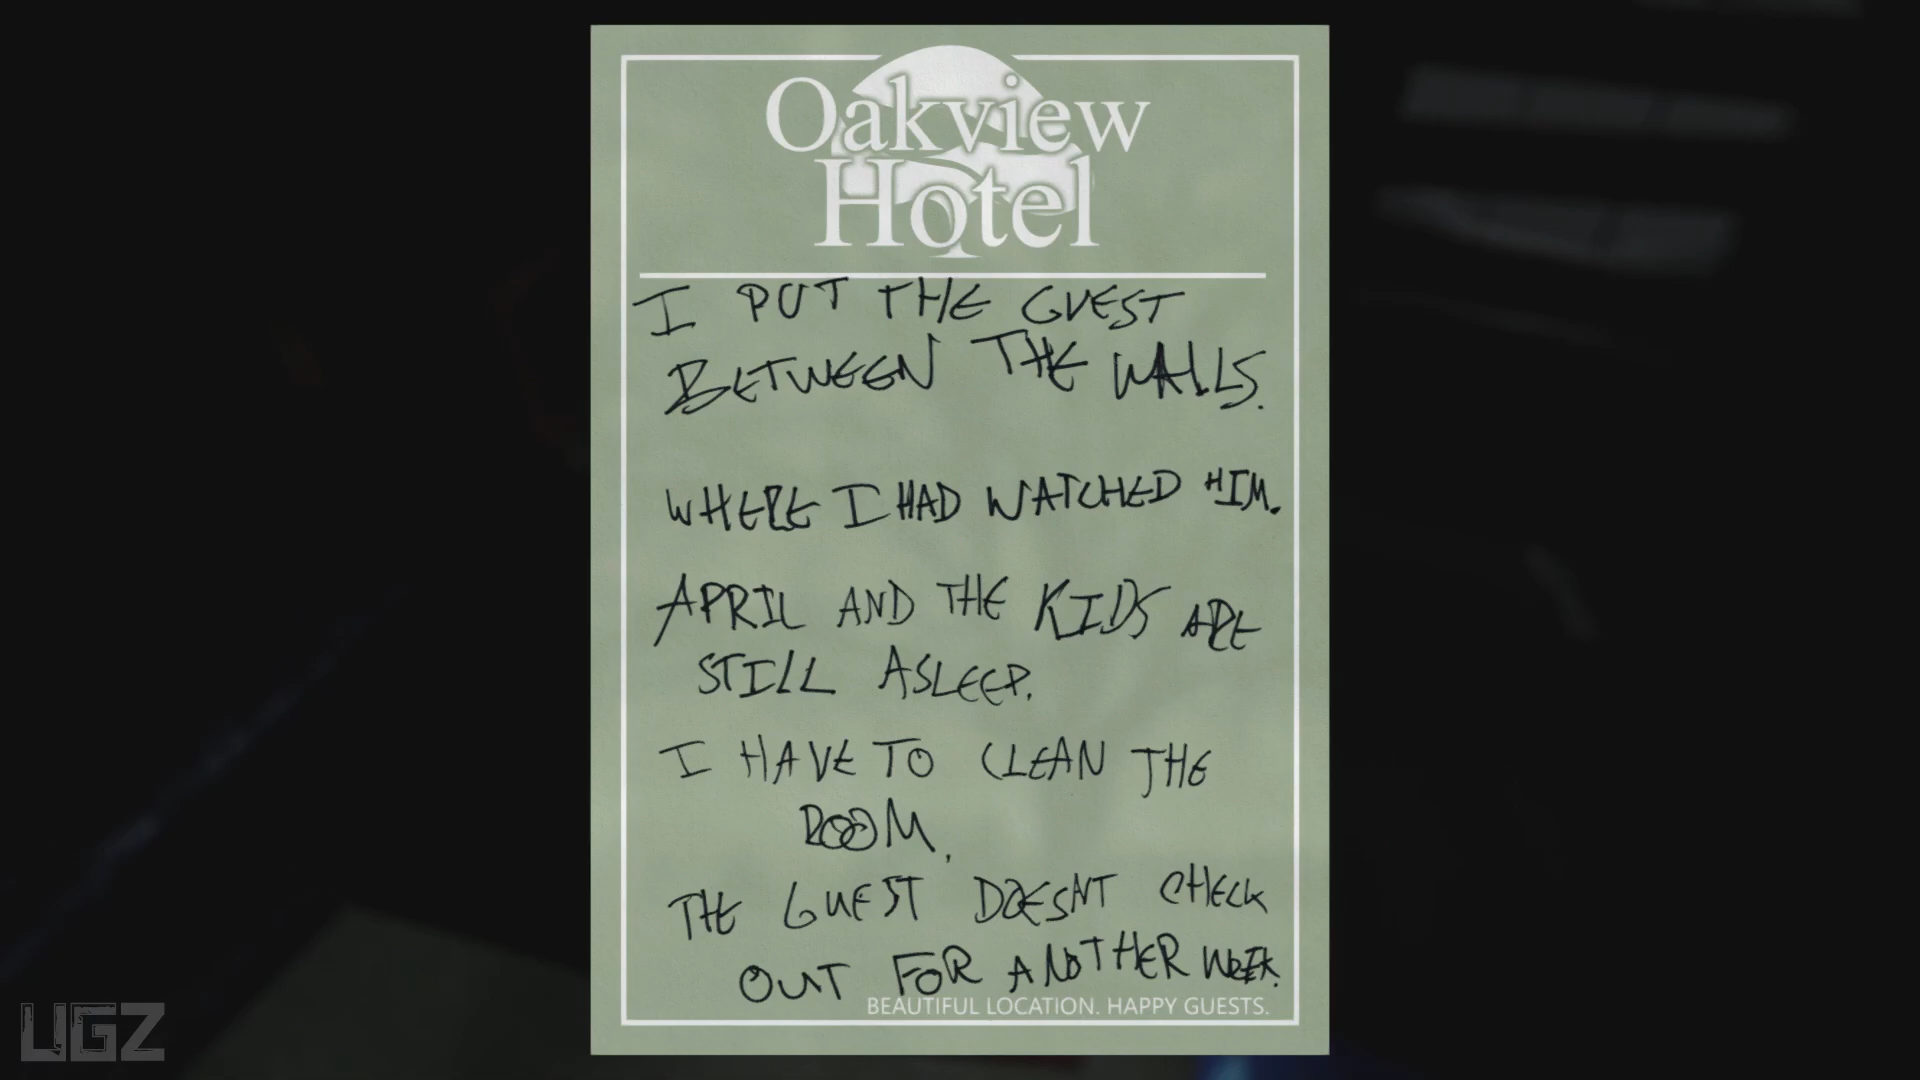 Oakview
Hotel
I PUT THE GUEST
BETWEEN THE WALLS.
WHERE I HAD WATCHED HIM.
APRIL AND THE KIDS ARE
STILL ASLEEP.
I HAVE TO CLEAN THE
ROOM.
THE GUEST DOESNT CHECK
OUT FOR ANOTHER WEEK.
BEAUTIFUL LOCATION. HAPPY GUESTS.
UGZ